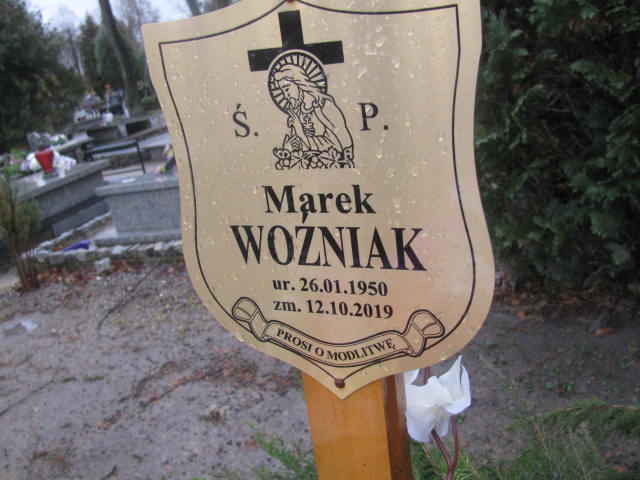 Ś. P.
Marek
WOŹNIAK
ur. 26.01.1950
zm. 12.10.2019
PROSI O MODLITWĘ